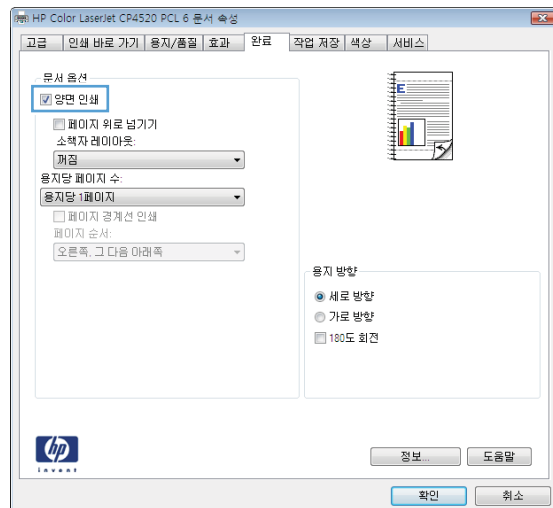 HP Color LaserJet CP4520 PCL 6 문서 속성
고급 인쇄 바로 가기 용지/품질 효과 완료 작업 저장 색상 서비스
문서 옵션
양면 인쇄
페이지 위로 넘기기
소책자 레이아웃:
꺼짐
용지당 페이지 수:
용지당 1페이지
페이지 경계선 인쇄
페이지 순서:
오른쪽, 그 다음 아래쪽
E
용지 방향
세로 방향
가로 방향
180도 회전
hp
invent
정보... 도움말
확인 취소